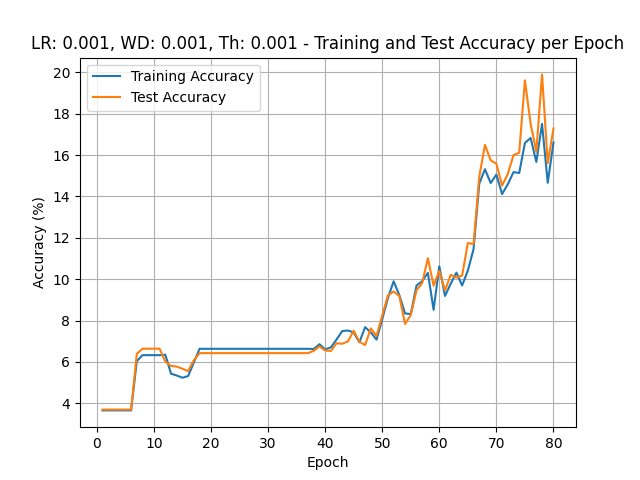 LR: 0.001, WD: 0.001, Th: 0.001 - Training and Test Accuracy per Epoch
Training Accuracy
Test Accuracy
20
18
16
14
12
10
8
6
4
Accuracy (%)
0 10 20 30 40 50 60 70 80
Epoch